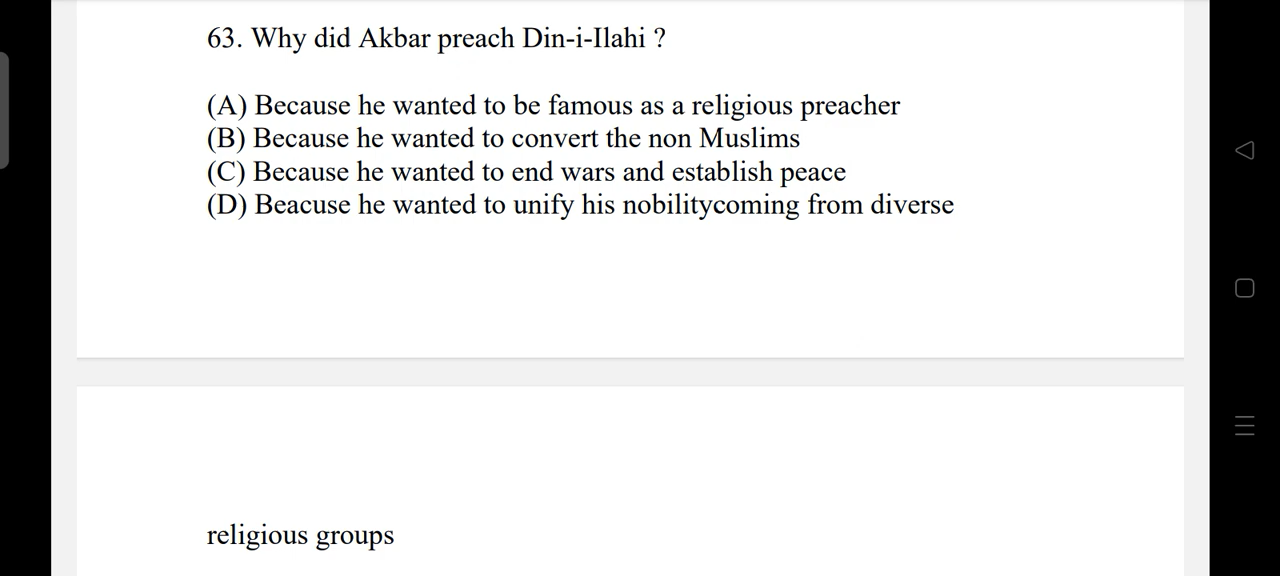 63. Why did Akbar preach Din-i-Ilahi ?
(A) Because he wanted to be famous as a religious preacher
(B) Because he wanted to convert the non Muslims
(C) Because he wanted to end wars and establish peace
(D) Beacuse he wanted to unify his nobilitycoming from diverse
religious groups